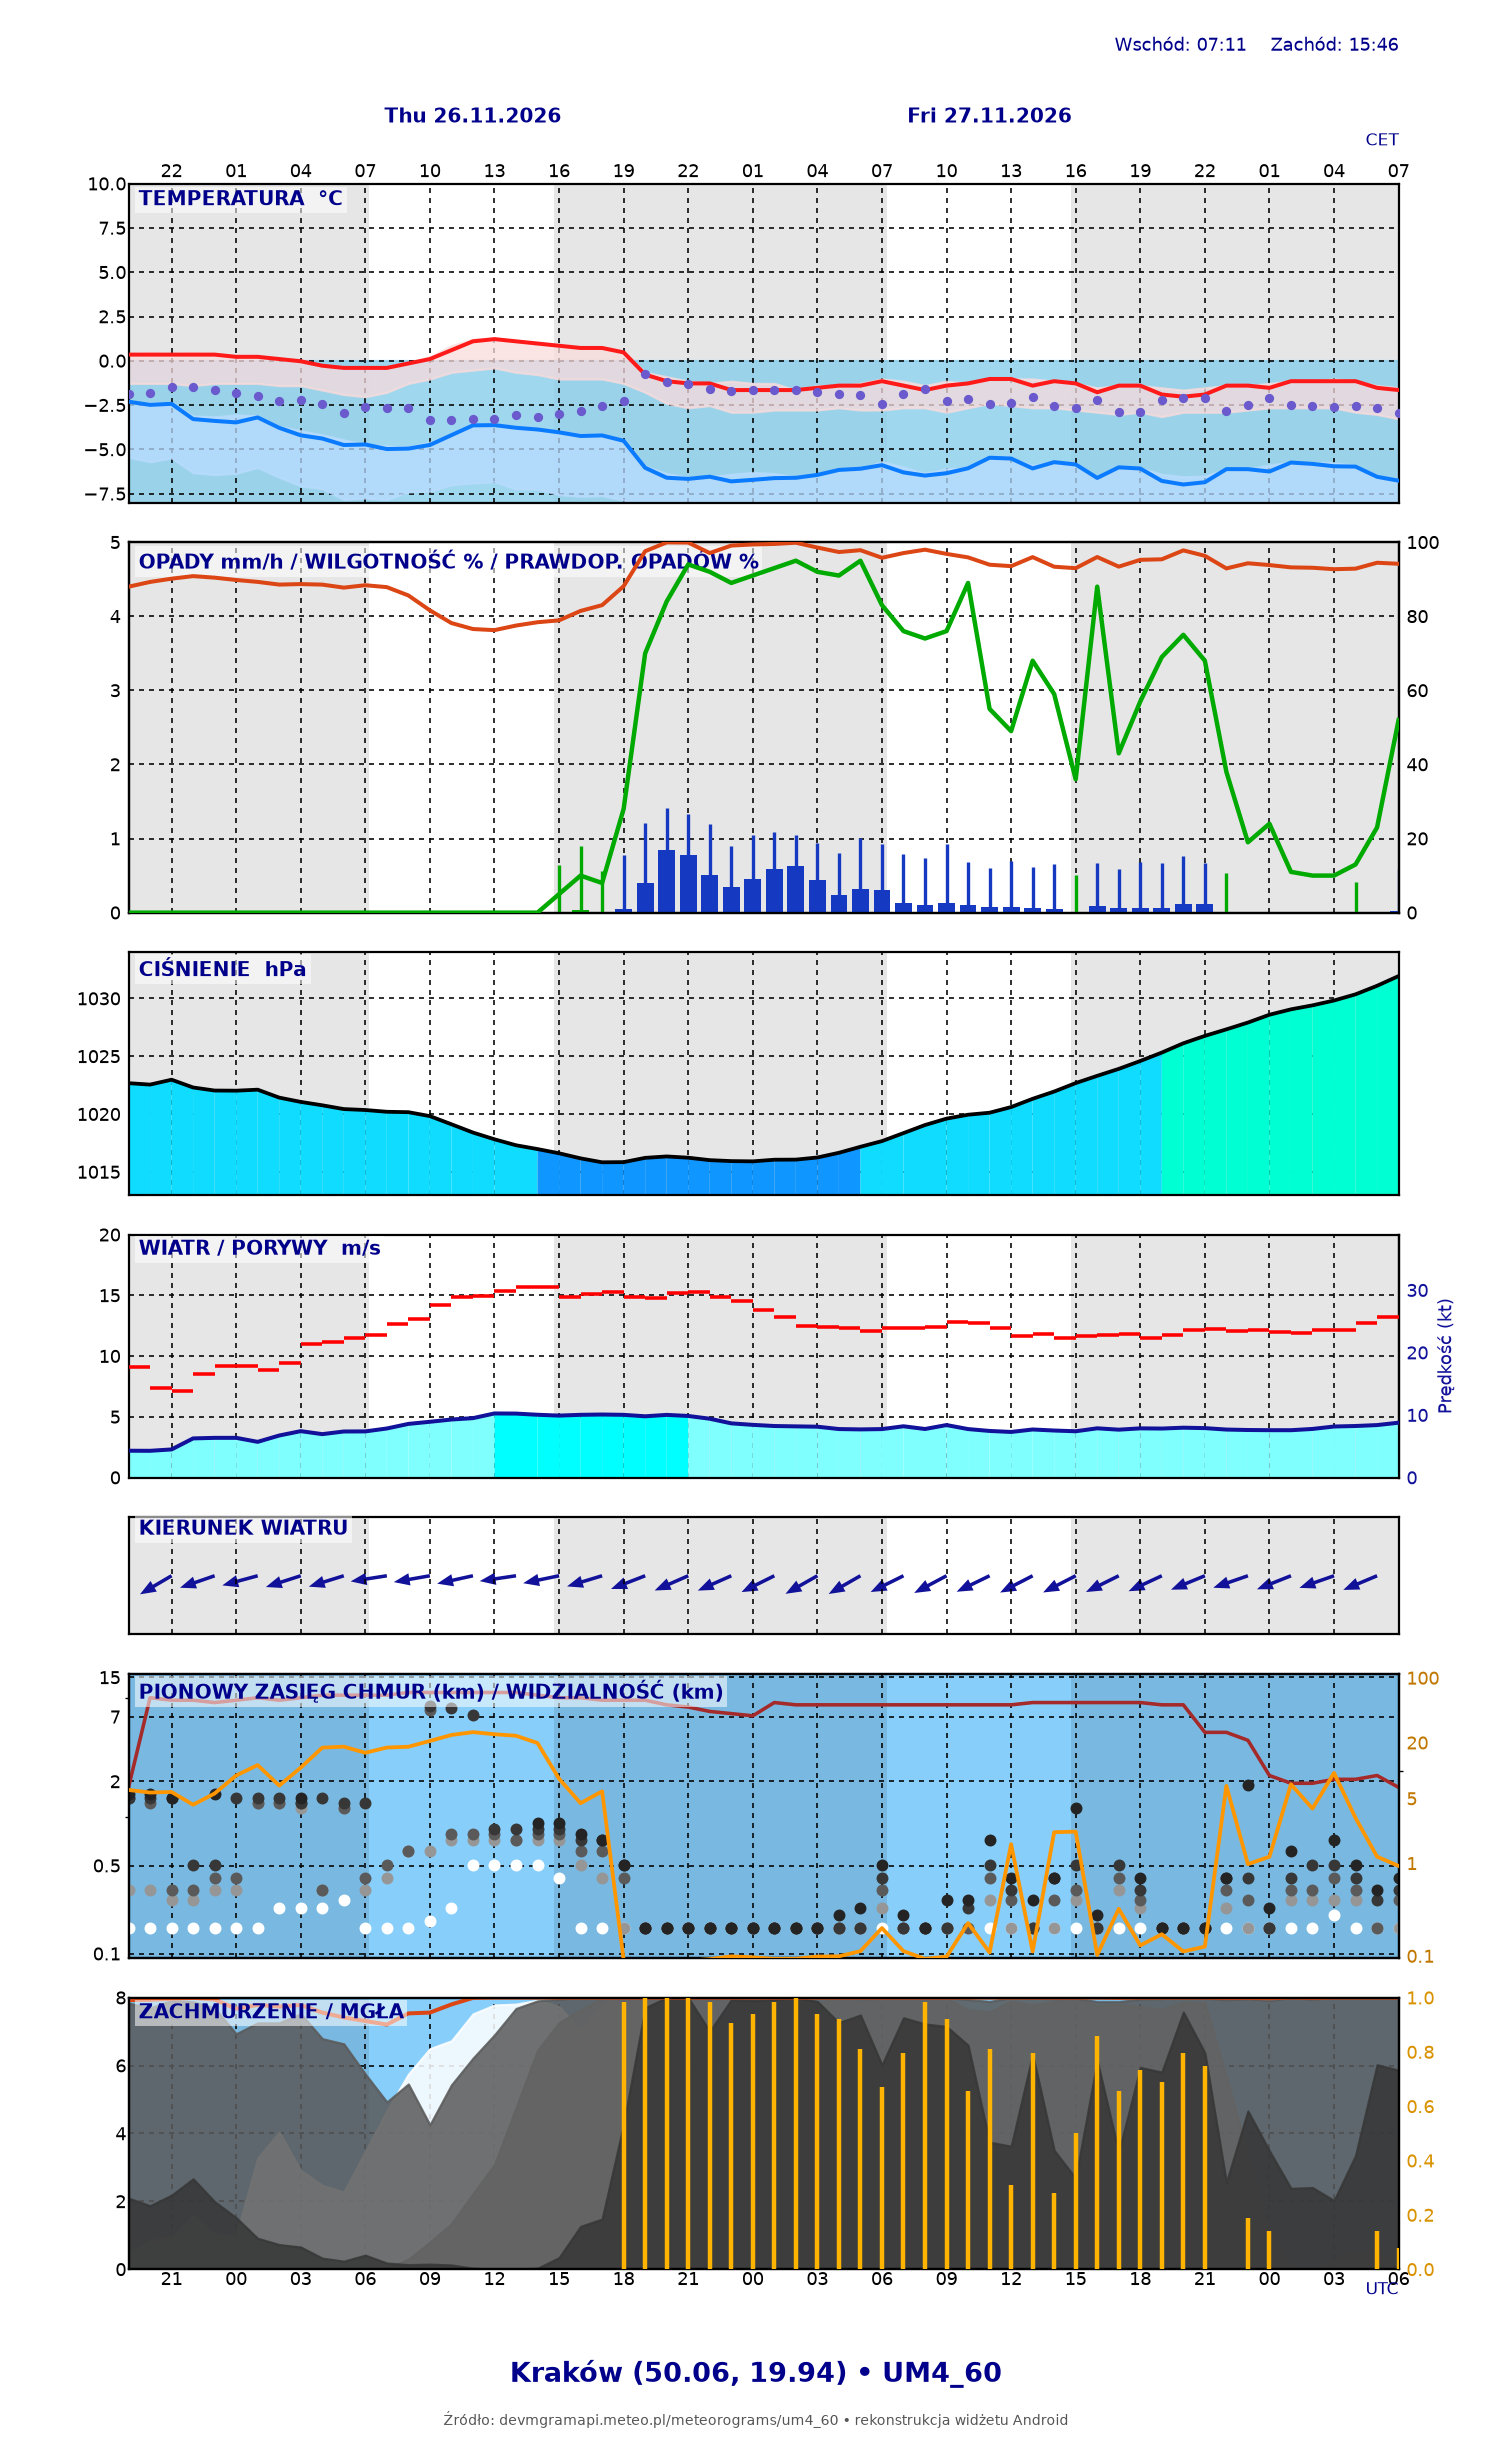 Wschód: 07:11 Zachód: 15:46
Thu 26.11.2026 Fri 27.11.2026
CET
22 01 04 07 10 13 16 19 22 01 04 07 10 13 16 19 22 01 04 07
TEMPERATURA °C
10.0
7.5
5.0
2.5
0.0
−2.5
−5.0
−7.5
OPADY mm/h / WILGOTNOŚĆ % / PRAWDOP. OPADÓW %
5 100
4 80
3 60
2 40
1 20
0 0
CIŚNIENIE hPa
1030
1025
1020
1015
WIATR / PORYWY m/s
20
15 30
10 20
5 10
0 0
Prędkość (kt)
KIERUNEK WIATRU
PIONOWY ZASIĘG CHMUR (km) / WIDZIALNOŚĆ (km)
15 100
7 20
2 5
0.5 1
0.1 0.1
ZACHMURZENIE / MGŁA
8 1.0
0.8
6
0.6
4
0.4
2 0.2
0 0.0
21 00 03 06 09 12 15 18 21 00 03 06 09 12 15 18 21 00 03 06
UTC
Kraków (50.06, 19.94) • UM4_60
Źródło: devmgramapi.meteo.pl/meteorograms/um4_60 • rekonstrukcja widżetu Android